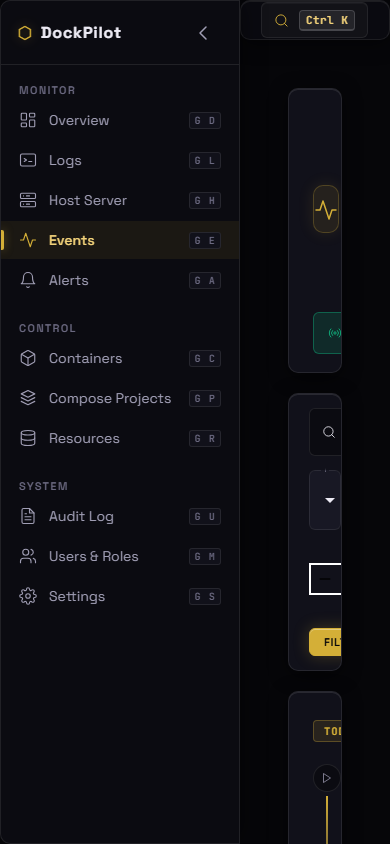 DockPilot
Ctrl K
MONITOR
Overview G D
Logs G L
Host Server G H
Events G E
Alerts G A
CONTROL
Containers G C
Compose Projects G P
Resources G R
SYSTEM
Audit Log G U
Users & Roles G M
Settings G S